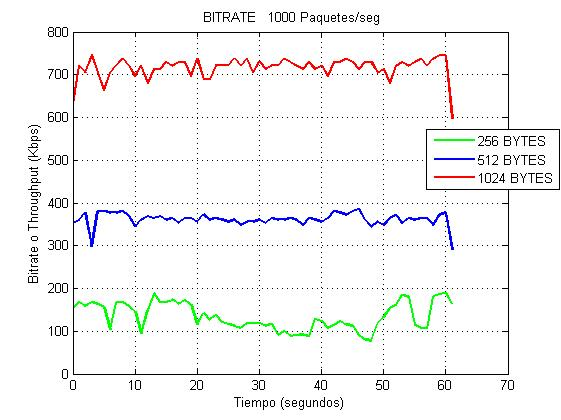 BITRATE 1000 Paquetes/seg
800
700
600
500
400
300
200
100
0
Bitrate o Throughput (Kbps)
256 BYTES
512 BYTES
1024 BYTES
0 10 20 30 40 50 60 70
Tiempo (segundos)